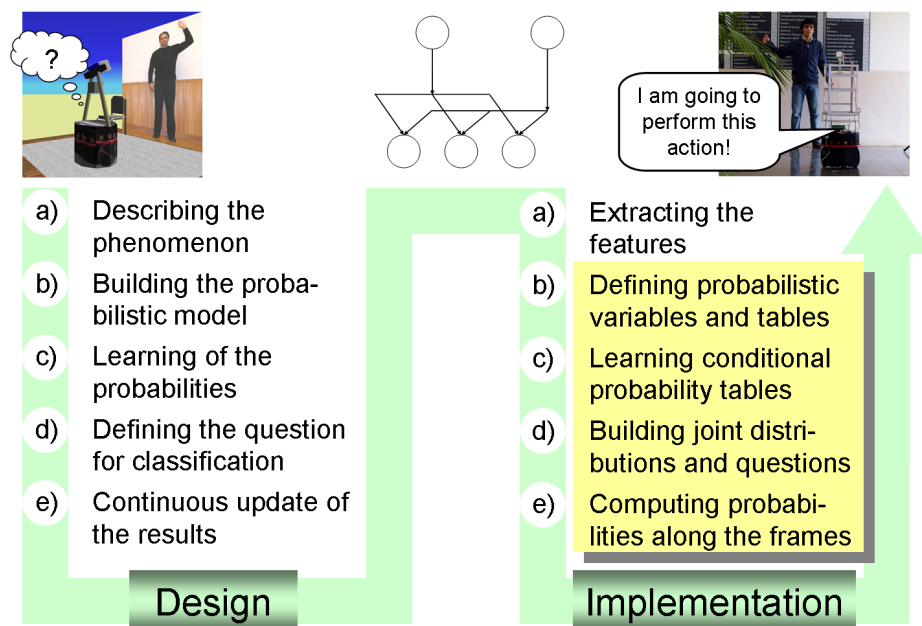 ?
I am going to
perform this
action!
a) Describing the
phenomenon
b) Building the proba-
bilistic model
c) Learning of the
probabilities
d) Defining the question
for classification
e) Continuous update of
the results
Design
a) Extracting the
features
b) Defining probabilistic
variables and tables
c) Learning conditional
probability tables
d) Building joint distri-
butions and questions
e) Computing probabi-
lities along the frames
Implementation